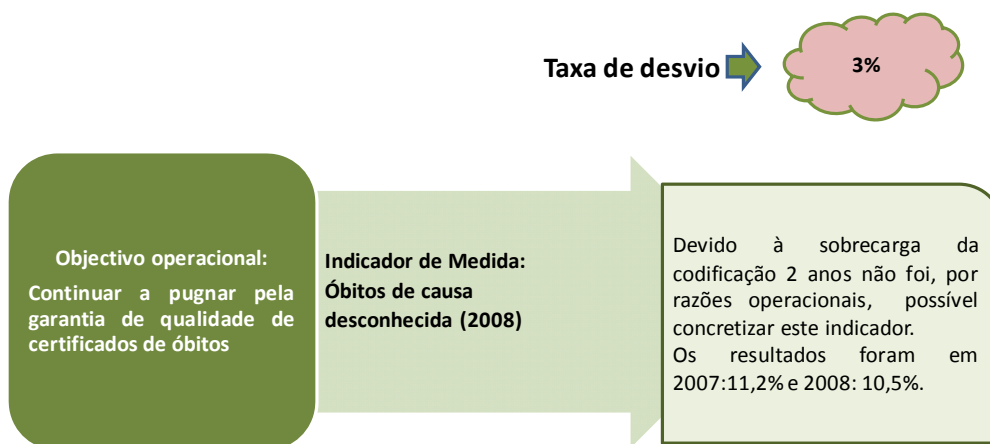 Taxa de desvio
3%
Objectivo operacional:
Continuar a pugnar pela
garantia de qualidade de
certificados de óbitos
Indicador de Medida:
Óbitos de causa
desconhecida (2008)
Devido à sobrecarga da
codificação 2 anos não foi, por
razões operacionais, possível
concretizar este indicador.
Os resultados foram em
2007:11,2% e 2008: 10,5%.